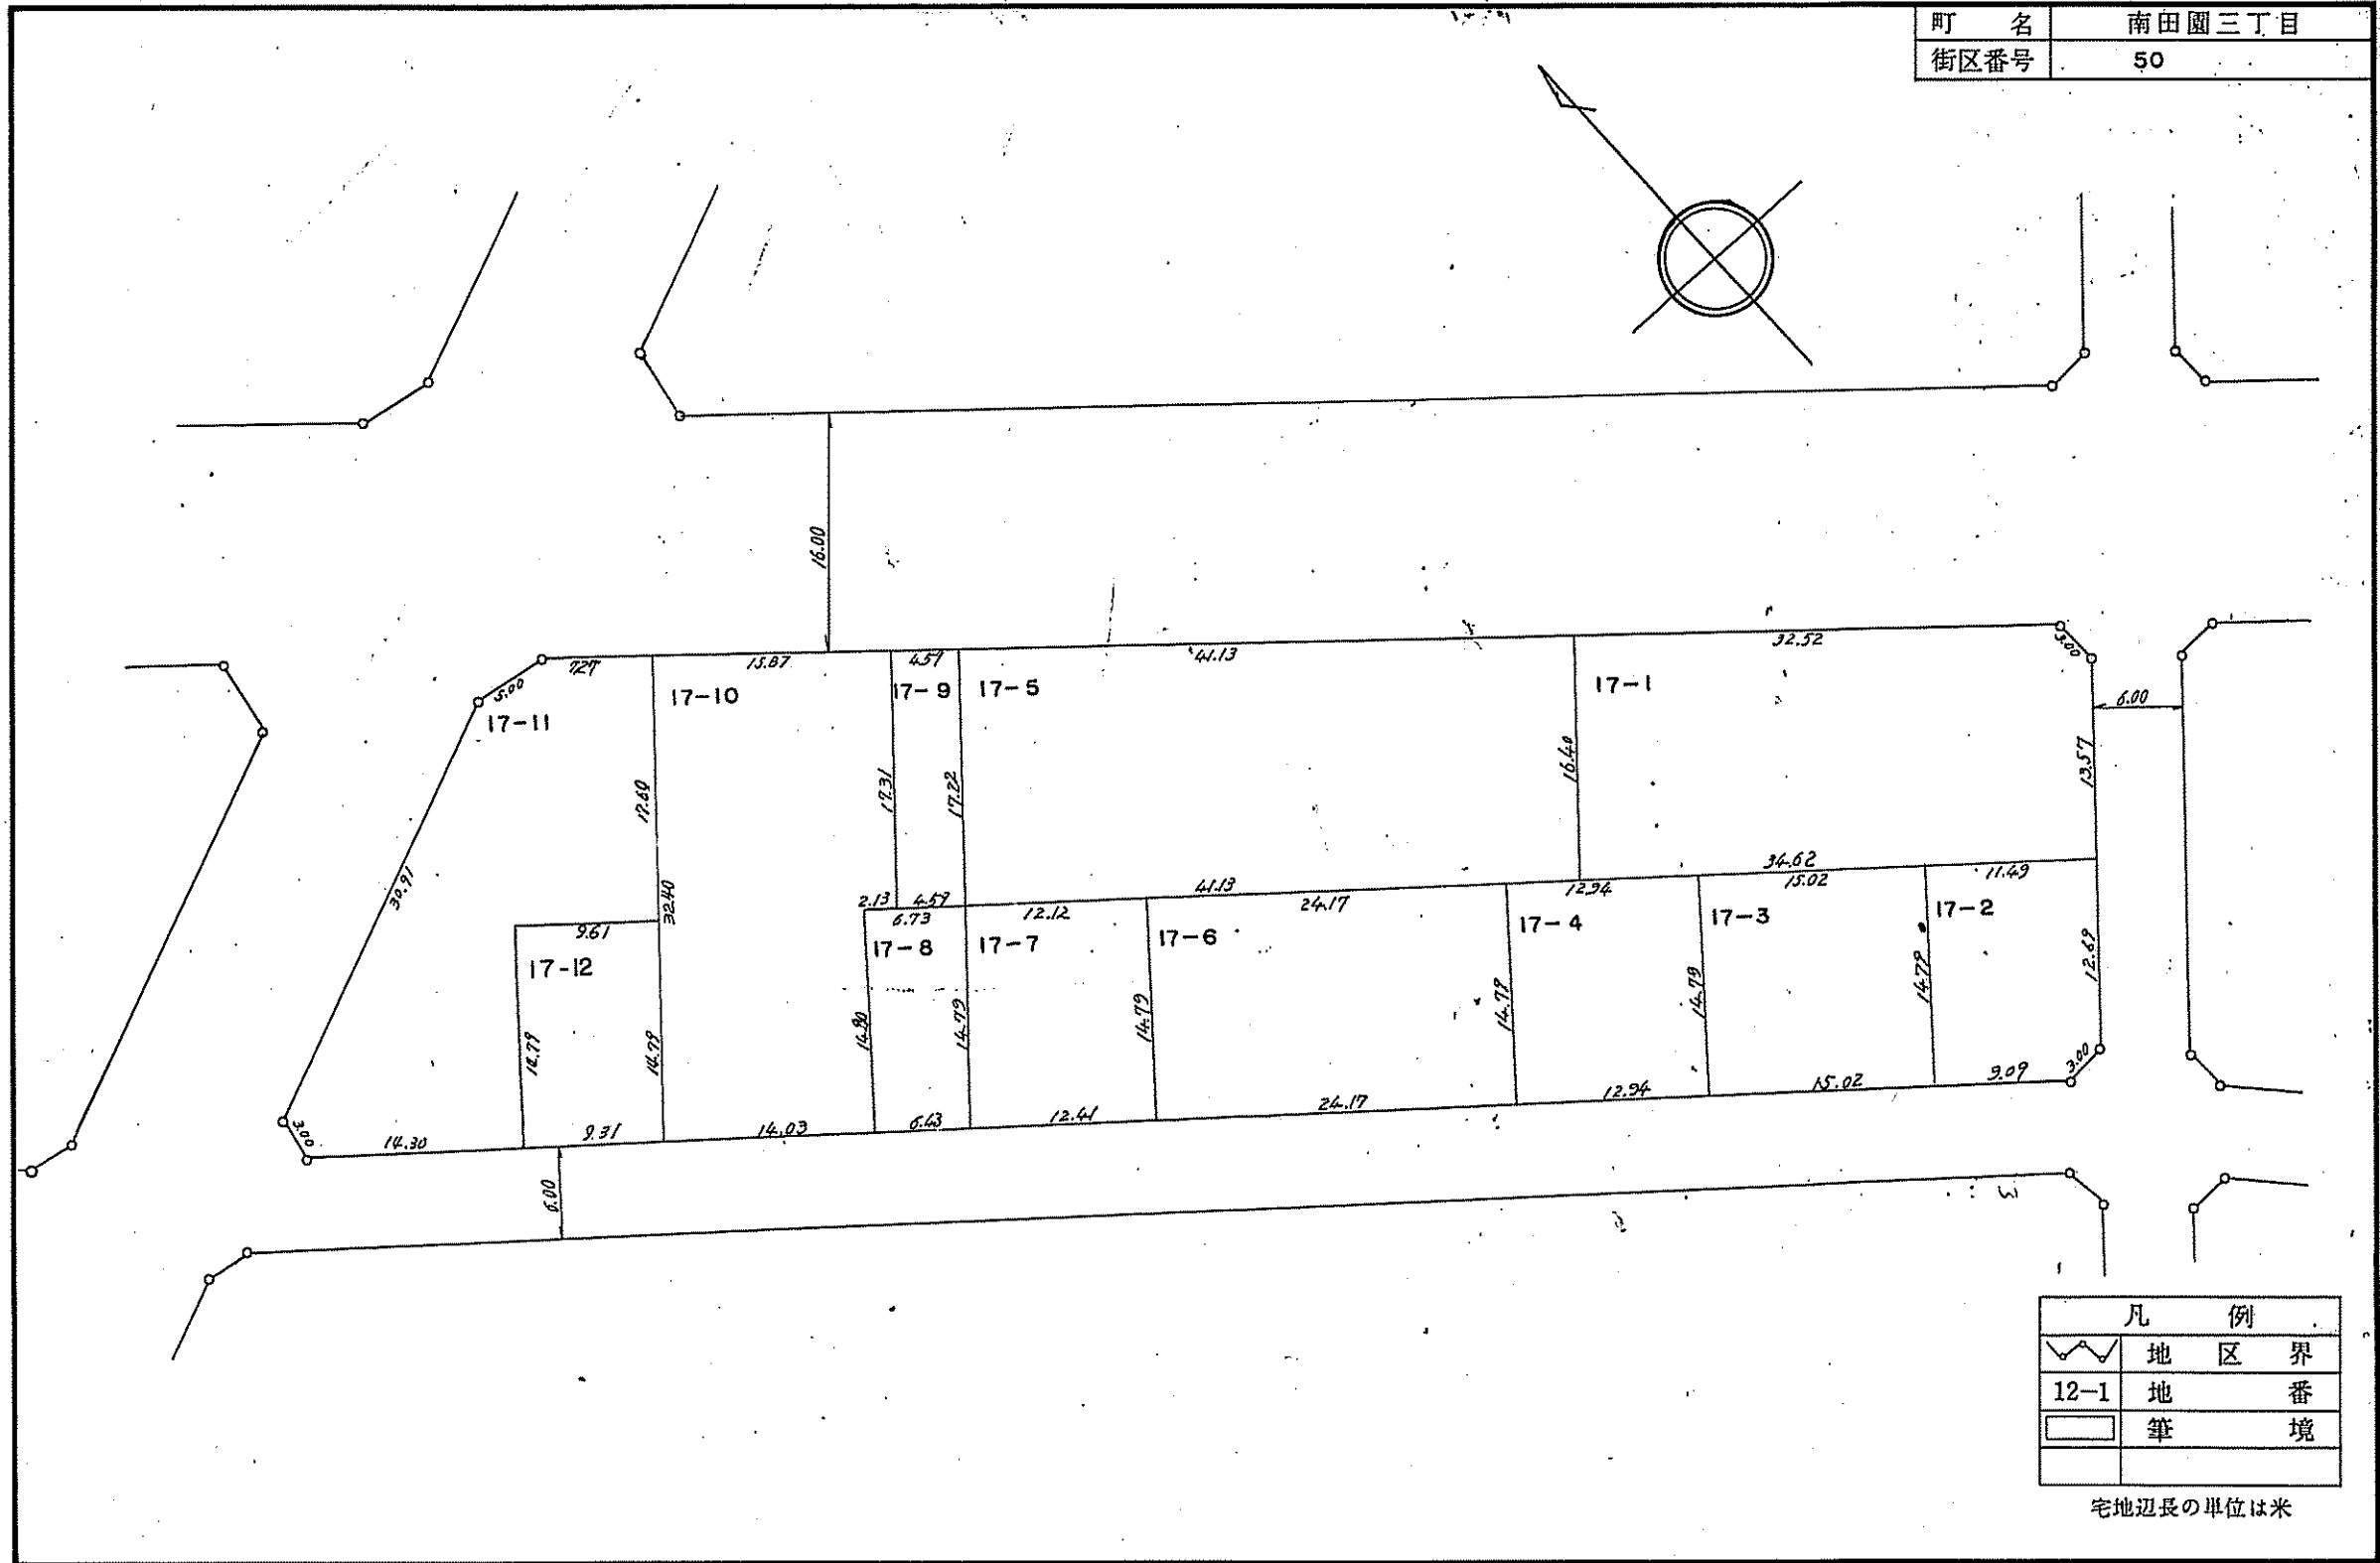 町 名 南田園三丁目
街区番号 50
16.00
7.27 15.87 4.57 41.13 32.52 3.00
5.00
17-11 17-10 17-9 17-5 17-1
6.00
17.60 17.31 17.22 16.40 13.57
30.91
32.40
2.13 4.59 41.13 34.62
9.61 6.73 12.12 24.17 12.94 15.02 11.49
17-12 17-8 17-7 17-6 17-4 17-3 17-2
14.79 14.79 14.80 14.79 14.79 14.79 14.79 14.79 12.69
3.00 3.00
14.30 9.31 14.03 6.43 12.41 24.17 12.94 15.02 9.09
6.00
凡 例
地 区 界
12-1 地 番
筆 境
宅地辺長の単位は米